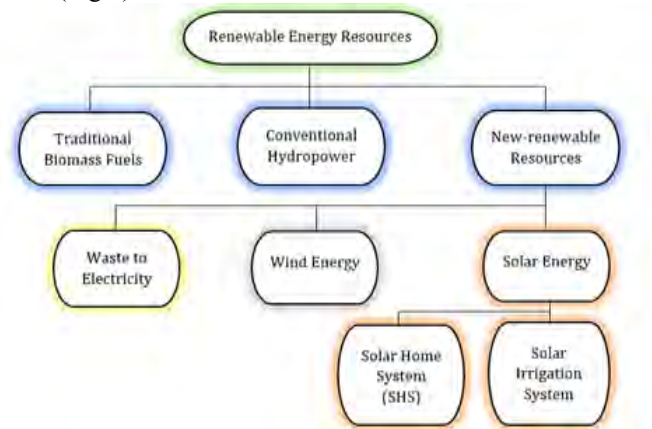 Renewable Energy Resources
Traditional
Biomass Fuels
Conventional
Hydropower
New-renewable
Resources
Waste to
Electricity
Wind Energy
Solar Energy
Solar Home
System
(SHS)
Solar
Irrigation
System